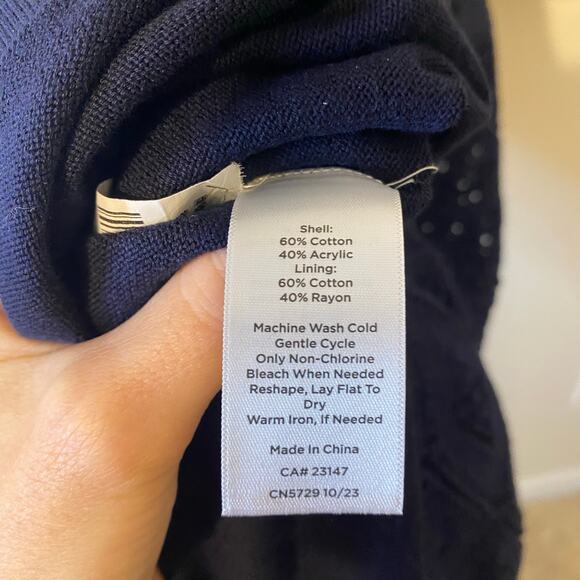 Shell:
60% Cotton
40% Acrylic
Lining:
60% Cotton
40% Rayon
Machine Wash Cold
Gentle Cycle
Only Non-Chlorine
Bleach When Needed
Reshape, Lay Flat To
Dry
Warm Iron, If Needed
Made In China
CA# 23147
CN5729 10/23